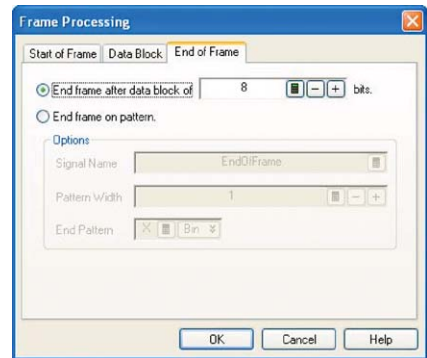 Frame Processing
Start of Frame Data Block End of Frame
End frame after data block of 8 bits.
End frame on pattern.
Options
Signal Name EndOfFrame
Pattern Width 1
End Pattern X Bin
OK Cancel Help